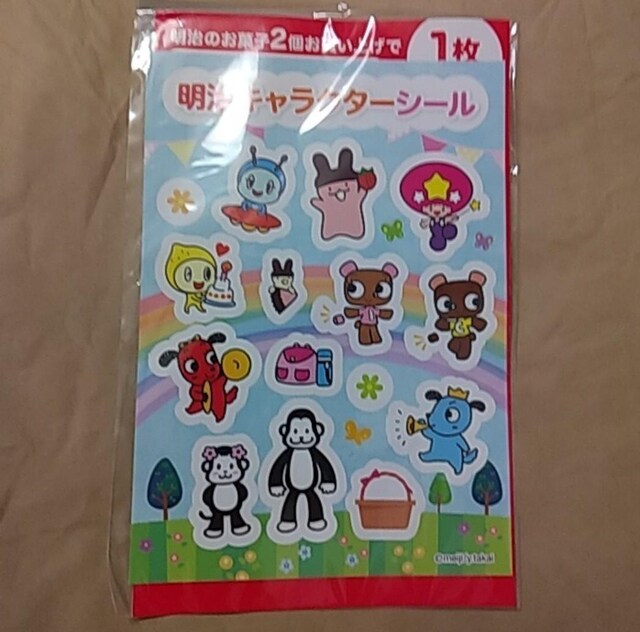 明治のお菓子2個お買い上げで
1枚
明治キャラクターシール
©meiji/y.takai